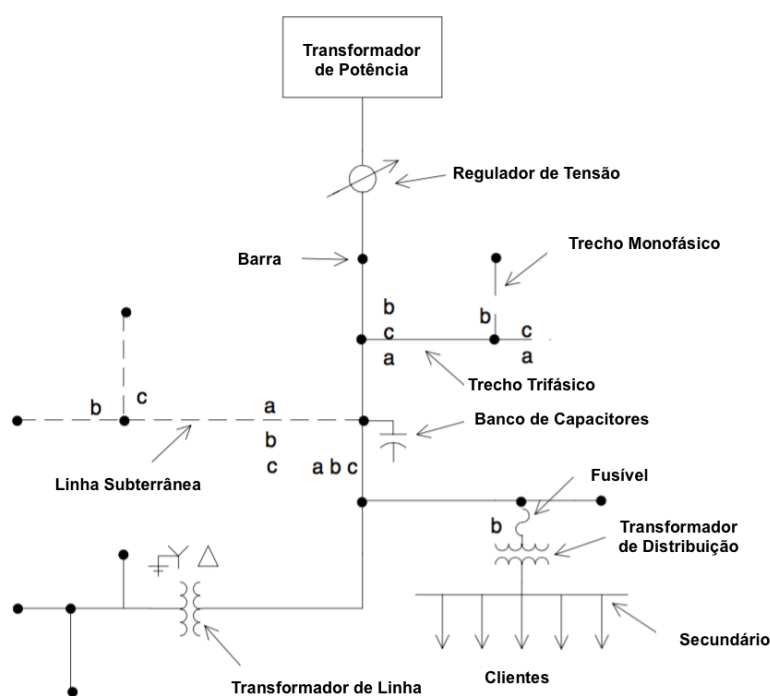 Transformador
de Potência
Regulador de Tensão
Trecho Monofásico
Barra
b
c
a
b
c
a
Trecho Trifásico
b
c
a
b
c
Banco de Capacitores
Linha Subterrânea
a b c
Fusível
b
Transformador
de Distribuição
Secundário
Clientes
Transformador de Linha